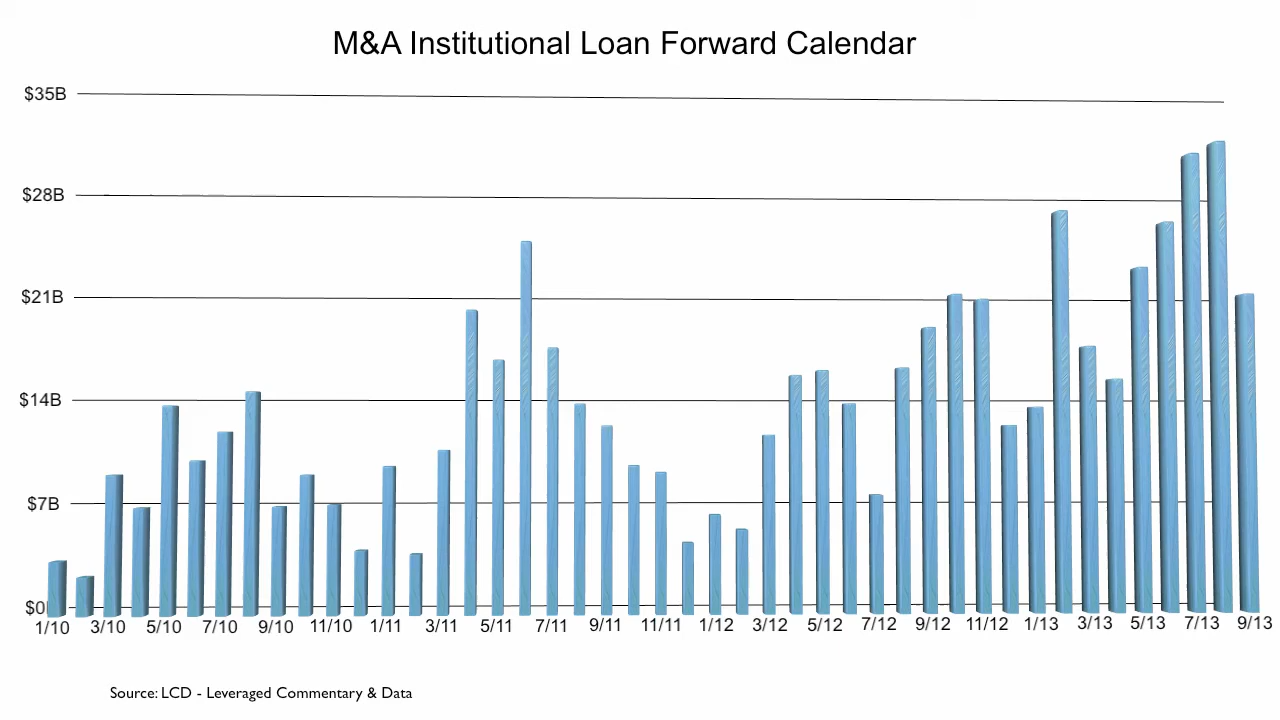 M&A Institutional Loan Forward Calendar
$35B
$28B
$21B
$14B
$7B
$0
1/10 3/10 5/10 7/10 9/10 11/10 1/11 3/11 5/11 7/11 9/11 11/11 1/12 3/12 5/12 7/12 9/12 11/12 1/13 3/13 5/13 7/13 9/13
Source: LCD - Leveraged Commentary & Data